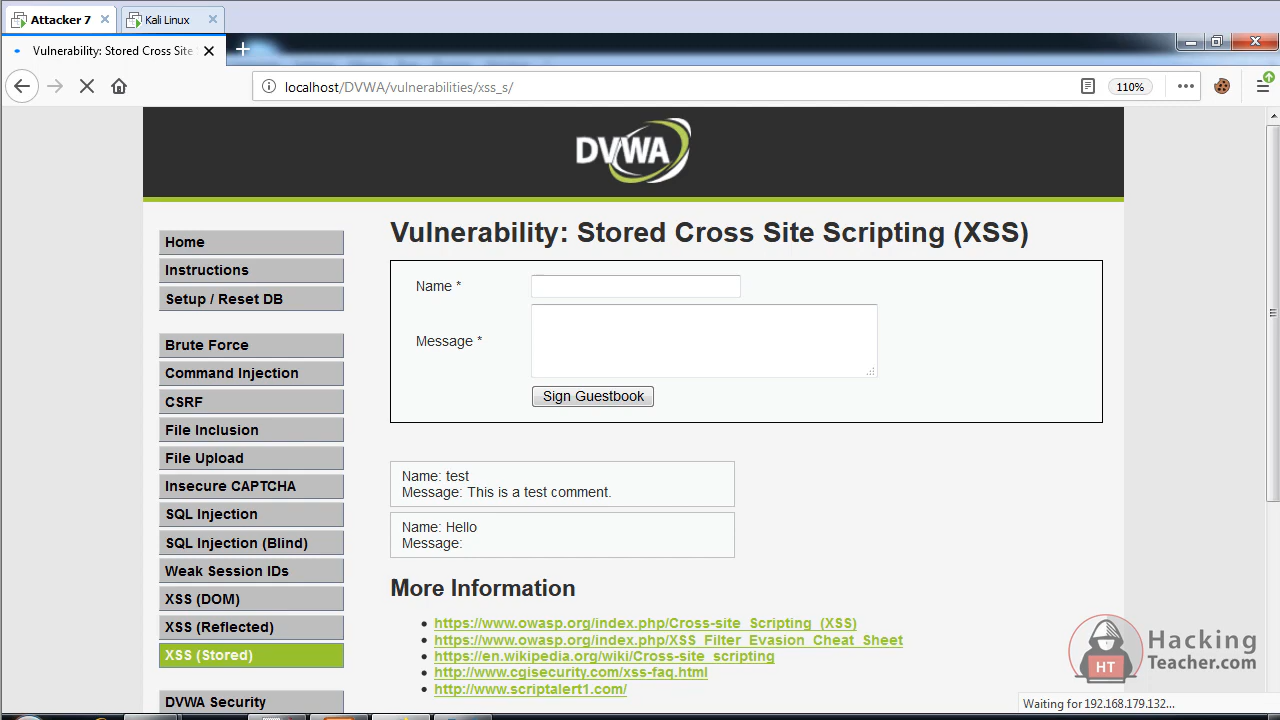 Attacker 7
Kali Linux
Vulnerability: Stored Cross Site
localhost/DVWA/vulnerabilities/xss_s/
110%
DVWA
Vulnerability: Stored Cross Site Scripting (XSS)
Home
Instructions
Setup / Reset DB
Brute Force
Command Injection
CSRF
File Inclusion
File Upload
Insecure CAPTCHA
SQL Injection
SQL Injection (Blind)
Weak Session IDs
XSS (DOM)
XSS (Reflected)
XSS (Stored)
DVWA Security
Name *
Message *
Sign Guestbook
Name: test
Message: This is a test comment.
Name: Hello
Message:
More Information
https://www.owasp.org/index.php/Cross-site_Scripting_(XSS)
https://www.owasp.org/index.php/XSS_Filter_Evasion_Cheat_Sheet
https://en.wikipedia.org/wiki/Cross-site_scripting
http://www.cgisecurity.com/xss-faq.html
http://www.scriptalert1.com/
HT
Hacking
Teacher.com
Waiting for 192.168.179.132...